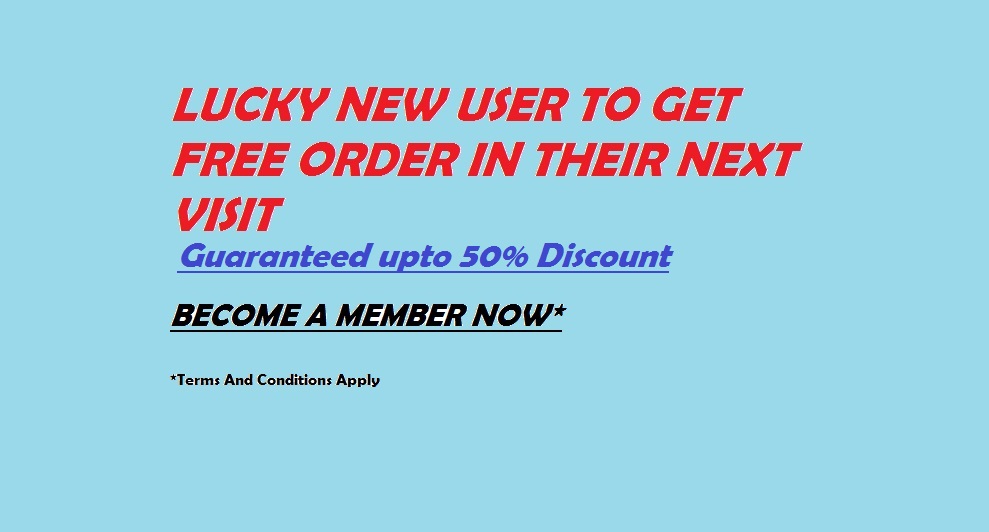 LUCKY NEW USER TO GET
FREE ORDER IN THEIR NEXT
VISIT
Guaranteed upto 50% Discount
BECOME A MEMBER NOW*
*Terms And Conditions Apply